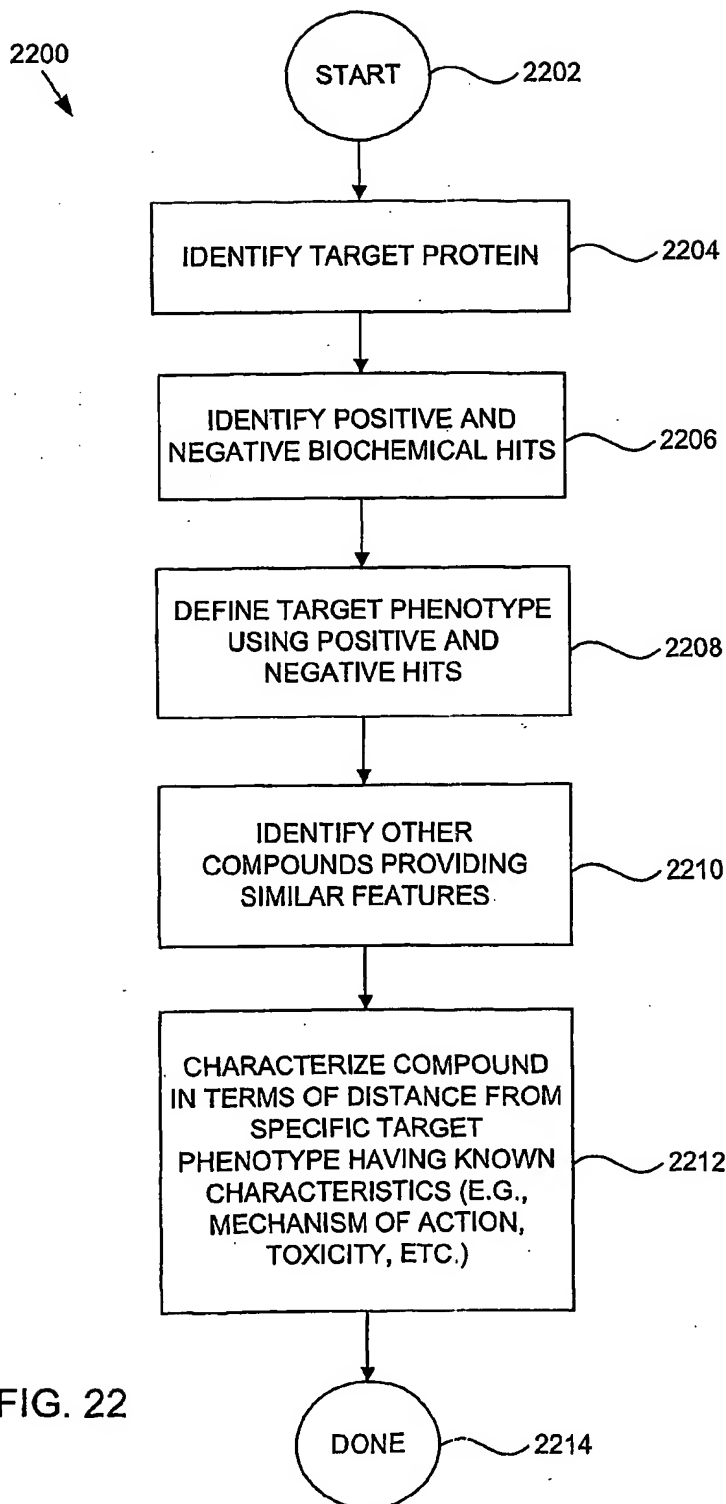 2200
START
2202
IDENTIFY TARGET PROTEIN
2204
IDENTIFY POSITIVE AND
NEGATIVE BIOCHEMICAL HITS
2206
DEFINE TARGET PHENOTYPE
USING POSITIVE AND
NEGATIVE HITS
2208
IDENTIFY OTHER
COMPOUNDS PROVIDING
SIMILAR FEATURES
2210
CHARACTERIZE COMPOUND
IN TERMS OF DISTANCE FROM
SPECIFIC TARGET
PHENOTYPE HAVING KNOWN
CHARACTERISTICS (E.G.,
MECHANISM OF ACTION,
TOXICITY, ETC.)
2212
FIG. 22
DONE
2214